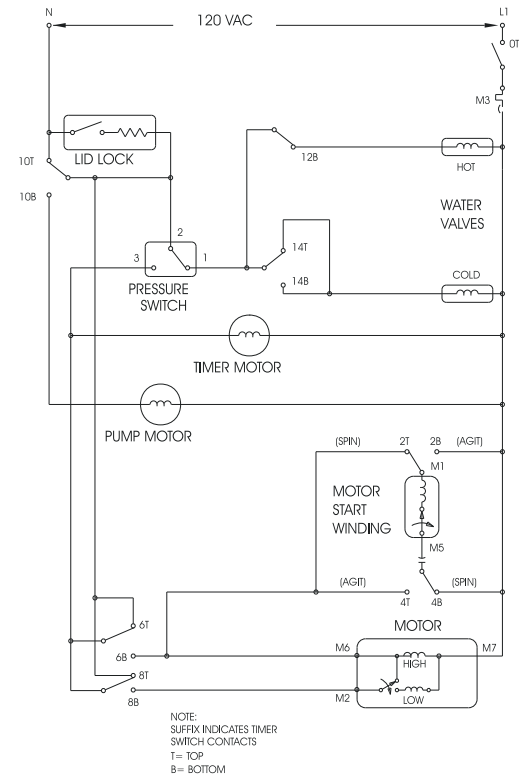 N
120 VAC
L1
0T
M3
LID LOCK
10T
12B
HOT
10B
WATER
VALVES
2
3
1
14T
14B
COLD
PRESSURE
SWITCH
TIMER MOTOR
PUMP MOTOR
(SPIN)
2T
2B
(AGIT)
M1
MOTOR
START
WINDING
M5
(AGIT)
(SPIN)
4T
4B
MOTOR
6T
6B
M6
M7
HIGH
8T
8B
M2
LOW
NOTE:
SUFFIX INDICATES TIMER
SWITCH CONTACTS
T= TOP
B= BOTTOM